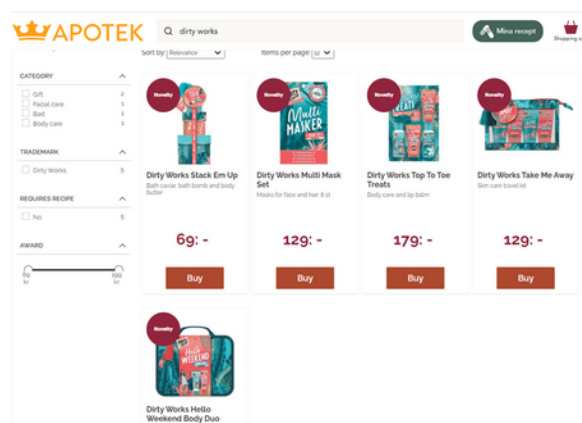 APOTEK
dirty works
Mina recept
Shopping c
Sort by: Relevance
Items per page: 12
CATEGORY
Gift 2
Facial care 1
Bad 1
Body care 1
TRADEMARK
Dirty Works 5
REQUIRES RECIPE
No 5
AWARD
69 kr
kr
Novelty
Dirty Works Stack Em Up
Bath caviar, bath bomb and body
butter
69: -
Buy
Novelty
Multi
MASKER
Dirty Works Multi Mask
Set
Masks for face and hair 8 st
129: -
Buy
Novelty
TREATS
Dirty Works Top To Toe
Treats
Body care and lip balm
179: -
Buy
Novelty
Dirty Works Take Me Away
Skin care travel kit
129: -
Buy
Novelty
Hello
WEEKEND
Dirty Works Hello
Weekend Body Duo